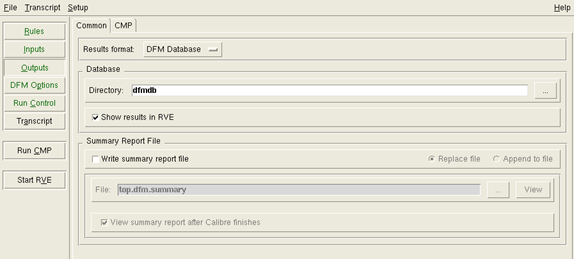 File Transcript Setup Help
Rules
Inputs
Outputs
DFM Options
Run Control
Transcript
Run CMP
Start RVE
Common CMP
Results format: DFM Database
Database
Directory: dfmdb ...
Show results in RVE
Summary Report File
Write summary report file Replace file Append to file
File: top.dfm.summary ... View
View summary report after Calibre finishes